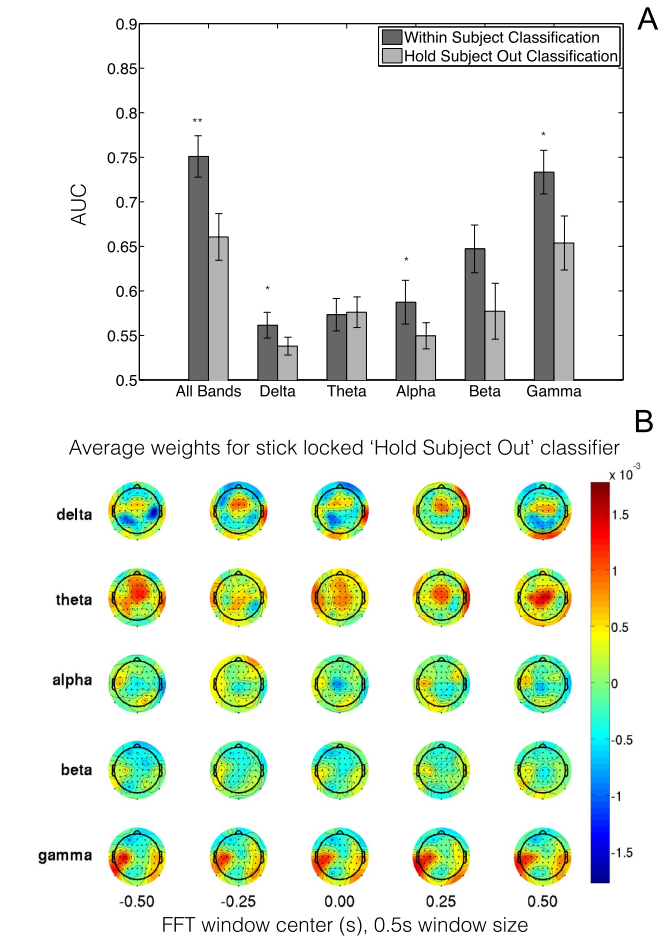 A
0.9
0.85
0.8
0.75
0.7
0.65
0.6
0.55
0.5
AUC
Within Subject Classification
Hold Subject Out Classification
**
*
*
*
All Bands Delta Theta Alpha Beta Gamma
B
Average weights for stick locked ‘Hold Subject Out’ classifier
x 10-3
delta
theta
alpha
beta
gamma
1.5
1
0.5
0
-0.5
-1
-1.5
-0.50 -0.25 0.00 0.25 0.50
FFT window center (s), 0.5s window size